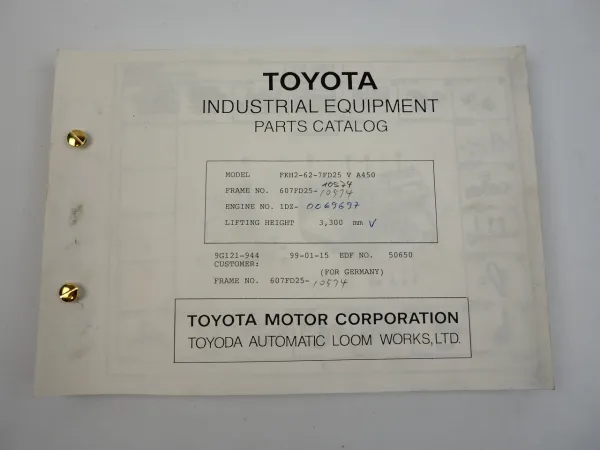 TOYOTA
INDUSTRIAL EQUIPMENT
PARTS CATALOG
MODEL FKH2-62-7FD25 V A450
10574
FRAME NO. 607FD25-10574
ENGINE NO. 1DZ-0069697
LIFTING HEIGHT 3,300 mm V
9G121-944 99-01-15 EDF NO. 50650
CUSTOMER:
(FOR GERMANY)
FRAME NO. 607FD25-10574
TOYOTA MOTOR CORPORATION
TOYODA AUTOMATIC LOOM WORKS, LTD.